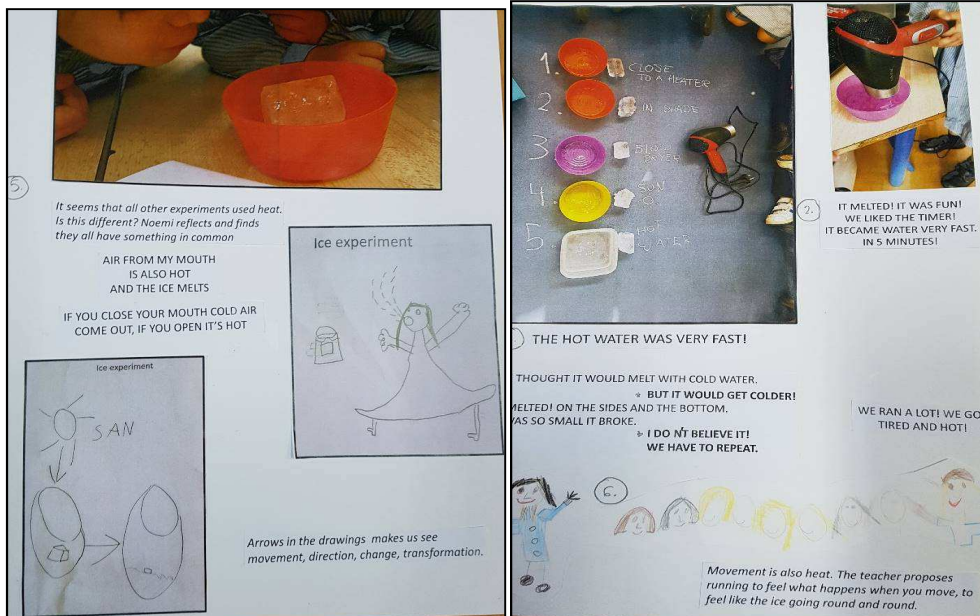 5.
It seems that all other experiments used heat.
Is this different? Noemi reflects and finds
they all have something in common
AIR FROM MY MOUTH
IS ALSO HOT
AND THE ICE MELTS
IF YOU CLOSE YOUR MOUTH COLD AIR
COME OUT, IF YOU OPEN IT'S HOT
Ice experiment
Ice experiment
SAN
Arrows in the drawings makes us see
movement, direction, change, transformation.
1. CLOSE
TO A HEATER
2. IN SHADE
3 BLOW
DRYER
4. SUN
5. HOT
WATER
2.
IT MELTED! IT WAS FUN!
WE LIKED THE TIMER!
IT BECAME WATER VERY FAST.
IN 5 MINUTES!
THE HOT WATER WAS VERY FAST!
THOUGHT IT WOULD MELT WITH COLD WATER.
* BUT IT WOULD GET COLDER!
MELTED! ON THE SIDES AND THE BOTTOM.
WAS SO SMALL IT BROKE.
* I DO N'T BELIEVE IT!
WE HAVE TO REPEAT.
WE RAN A LOT! WE GO
TIRED AND HOT!
6.
Movement is also heat. The teacher proposes
running to feel what happens when you move, to
feel like the ice going round and round.